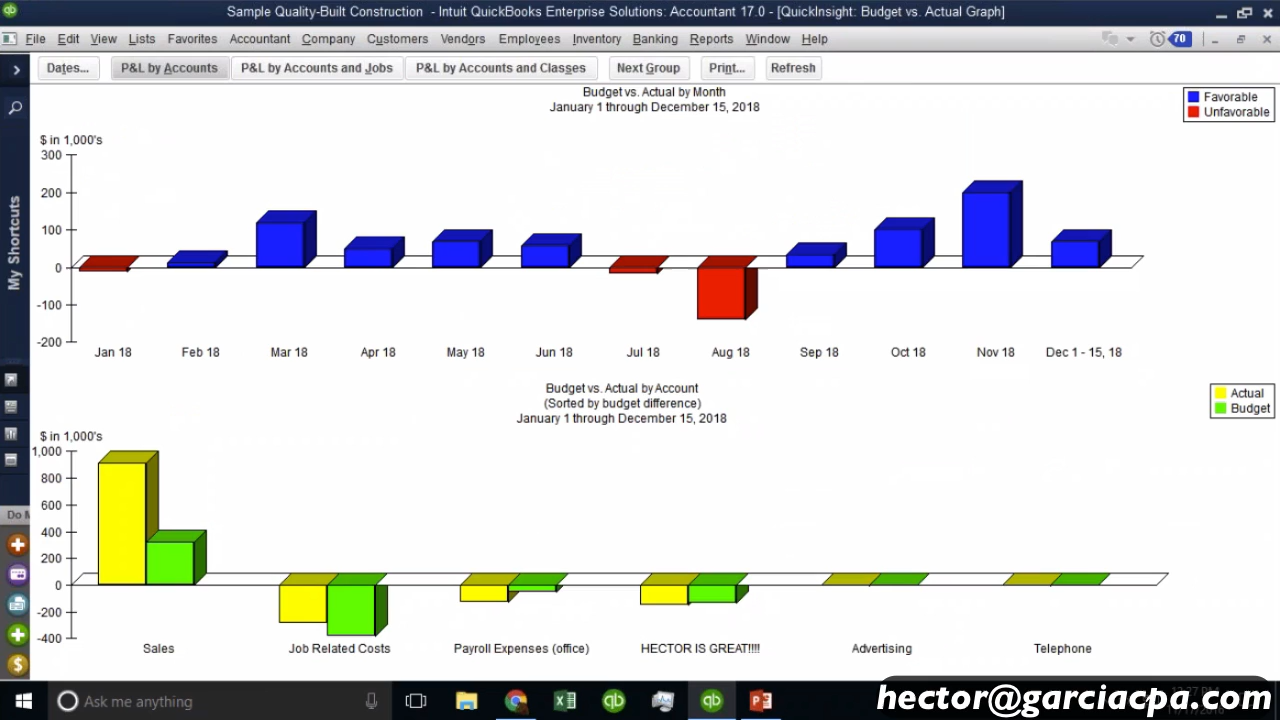 Sample Quality-Built Construction - Intuit QuickBooks Enterprise Solutions: Accountant 17.0 - [QuickInsight: Budget vs. Actual Graph]
File Edit View Lists Favorites Accountant Company Customers Vendors Employees Inventory Banking Reports Window Help
70
Dates... P&L by Accounts P&L by Accounts and Jobs P&L by Accounts and Classes Next Group Print... Refresh
My Shortcuts
Budget vs. Actual by Month
January 1 through December 15, 2018
Favorable
Unfavorable
$ in 1,000's
300
200
100
0
-100
-200
Jan 18 Feb 18 Mar 18 Apr 18 May 18 Jun 18 Jul 18 Aug 18 Sep 18 Oct 18 Nov 18 Dec 1 - 15, 18
Budget vs. Actual by Account
(Sorted by budget difference)
January 1 through December 15, 2018
Actual
Budget
$ in 1,000's
1,000
800
600
400
200
0
-200
-400
Sales Job Related Costs Payroll Expenses (office) HECTOR IS GREAT!!!! Advertising Telephone
Ask me anything
hector@garciacpa.com